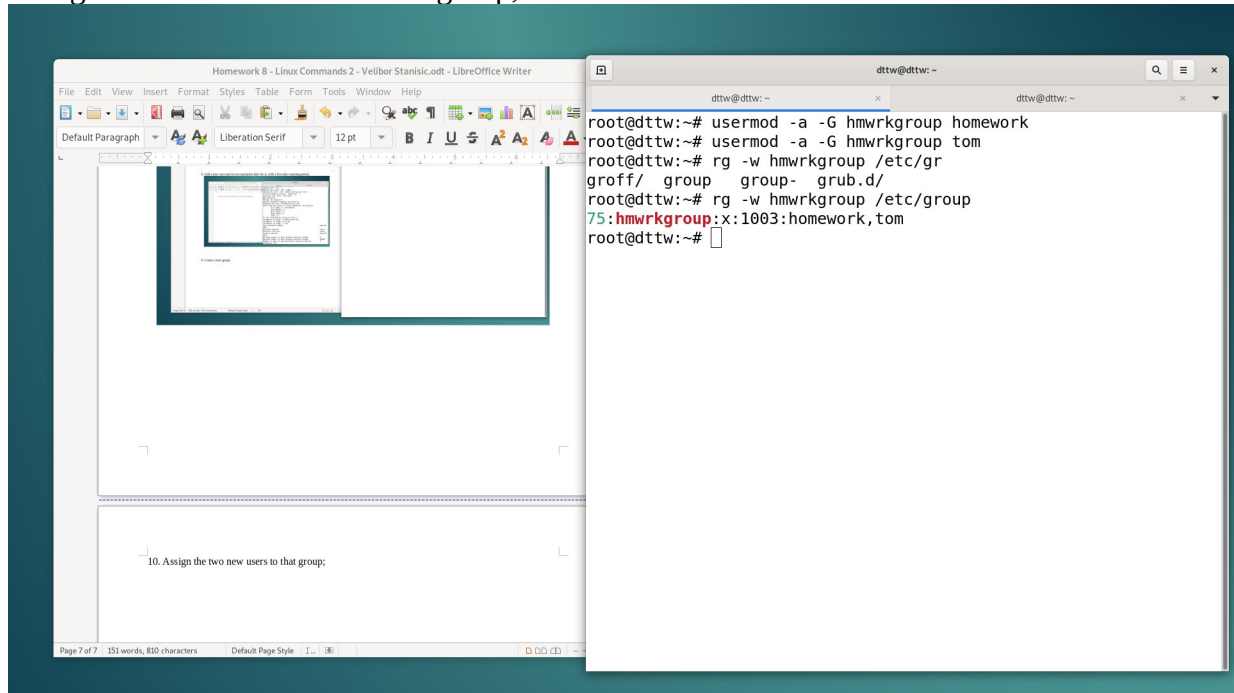 Homework 8 - Linux Commands 2 - Velibor Stanisic.odt - LibreOffice Writer
File Edit View Insert Format Styles Table Form Tools Window Help
Default Paragraph Liberation Serif 12 pt B I U S A² A₂ A A
9. Create a new group;
10. Assign the two new users to that group;
Page 7 of 7 151 words, 810 characters Default Page Style
dttw@dttw: ~
dttw@dttw: ~ dttw@dttw: ~
root@dttw:~# usermod -a -G hmwrkgroup homework
root@dttw:~# usermod -a -G hmwrkgroup tom
root@dttw:~# rg -w hmwrkgroup /etc/gr
groff/ group group- grub.d/
root@dttw:~# rg -w hmwrkgroup /etc/group
75:hmwrkgroup:x:1003:homework,tom
root@dttw:~#